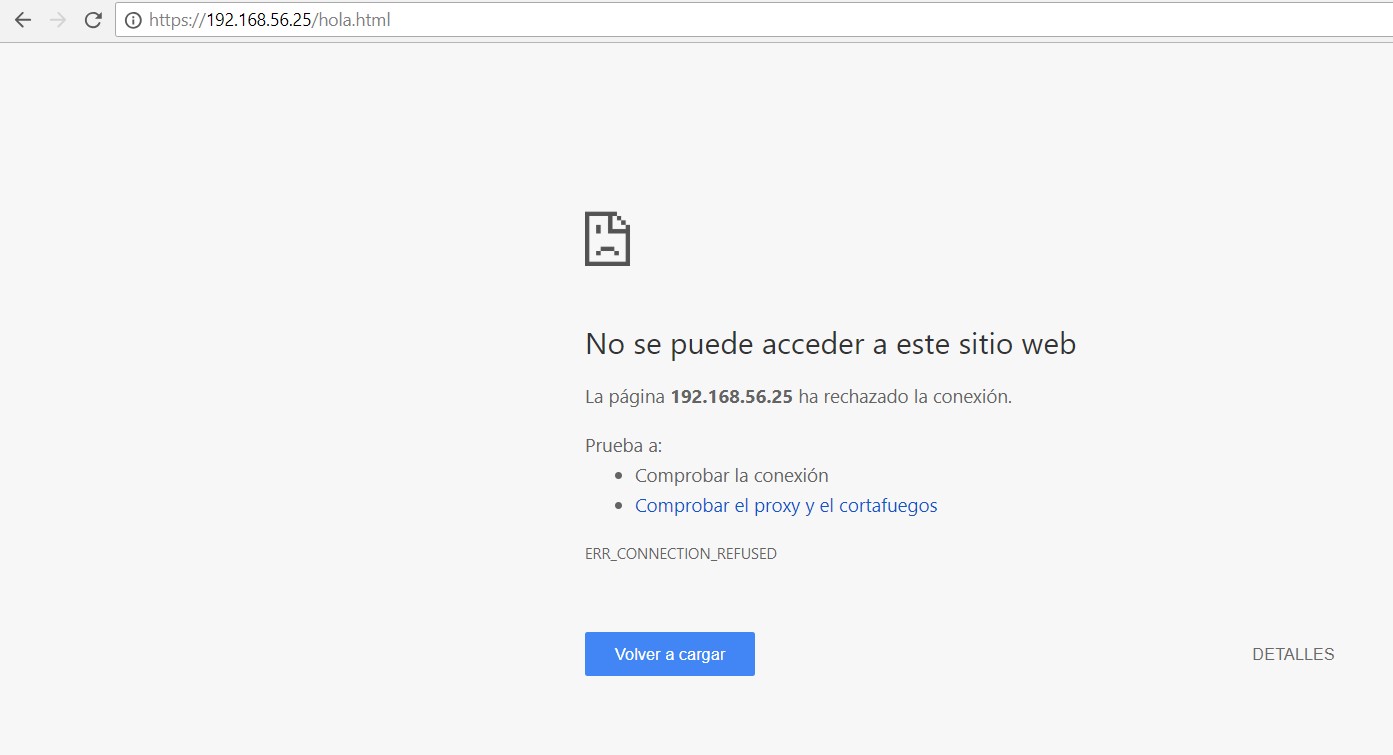 https://192.168.56.25/hola.html
No se puede acceder a este sitio web
La página 192.168.56.25 ha rechazado la conexión.
Prueba a:
Comprobar la conexión
Comprobar el proxy y el cortafuegos
ERR_CONNECTION_REFUSED
Volver a cargar
DETALLES